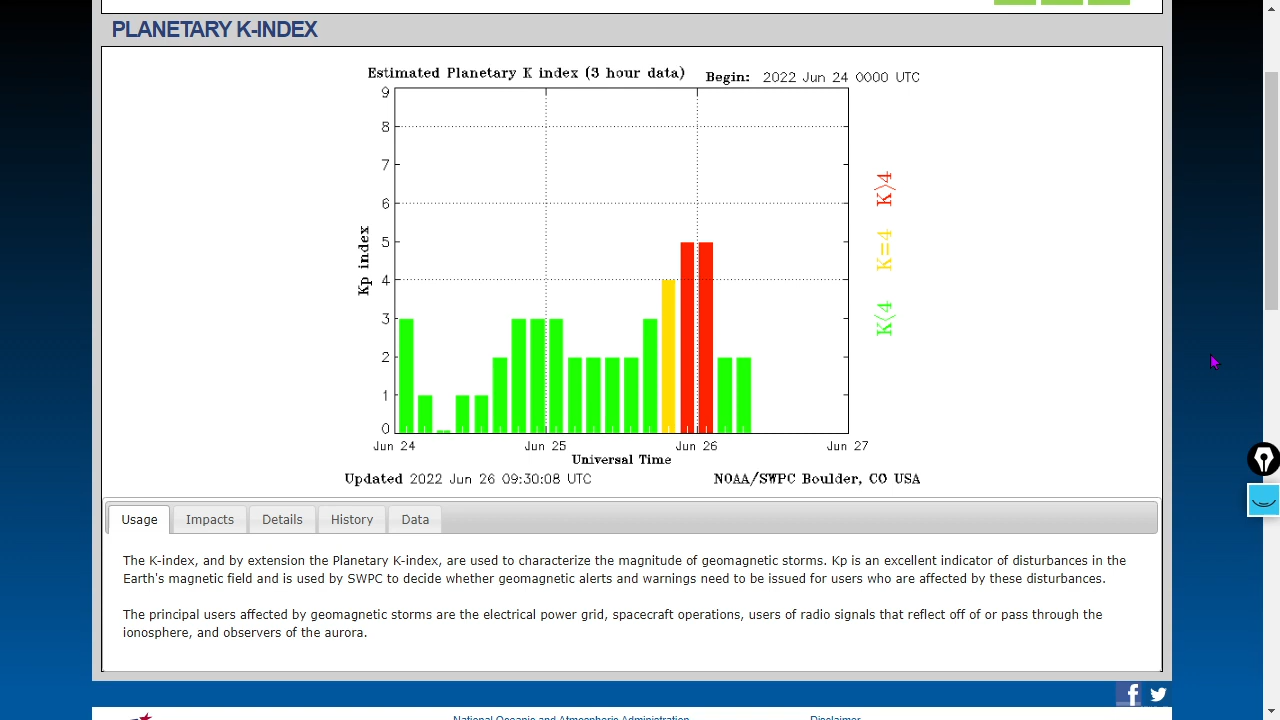 PLANETARY K-INDEX
Estimated Planetary K index (3 hour data) Begin: 2022 Jun 24 0000 UTC
9
8
7
6
5
4
3
2
1
0
Kp index
K>4
K=4
K<4
Jun 24 Jun 25 Jun 26 Jun 27
Universal Time
Updated 2022 Jun 26 09:30:08 UTC NOAA/SWPC Boulder, CO USA
Usage Impacts Details History Data
The K-index, and by extension the Planetary K-index, are used to characterize the magnitude of geomagnetic storms. Kp is an excellent indicator of disturbances in the
Earth's magnetic field and is used by SWPC to decide whether geomagnetic alerts and warnings need to be issued for users who are affected by these disturbances.
The principal users affected by geomagnetic storms are the electrical power grid, spacecraft operations, users of radio signals that reflect off of or pass through the
ionosphere, and observers of the aurora.
National Oceanic and Atmospheric Administration Disclaimer